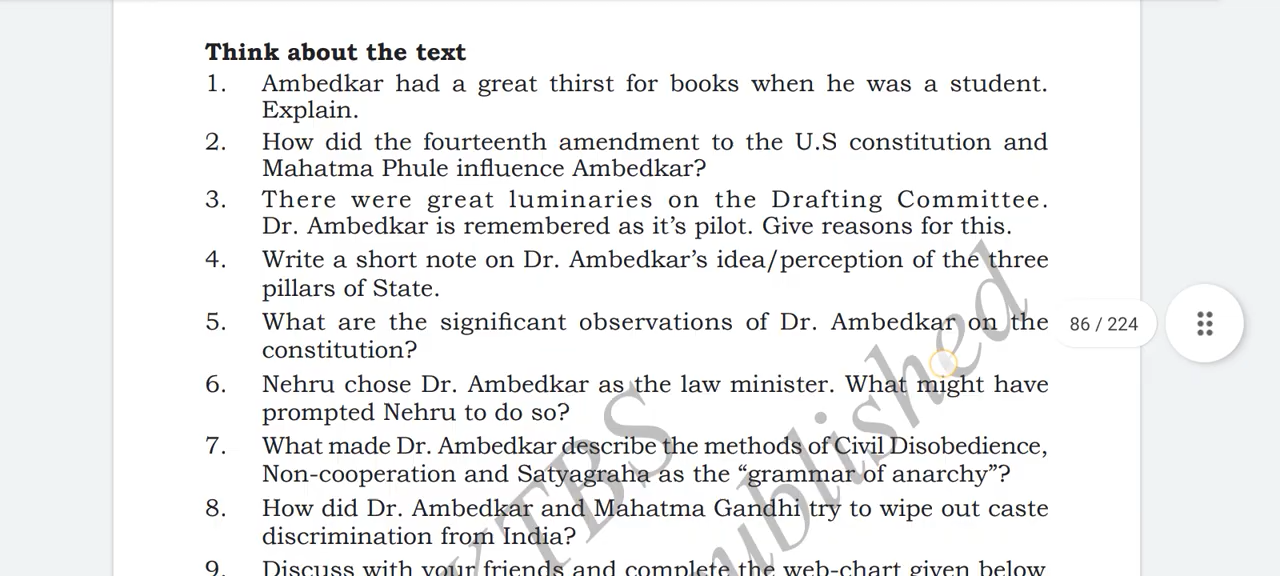 Think about the text
1. Ambedkar had a great thirst for books when he was a student.
Explain.
2. How did the fourteenth amendment to the U.S constitution and
Mahatma Phule influence Ambedkar?
3. There were great luminaries on the Drafting Committee.
Dr. Ambedkar is remembered as it's pilot. Give reasons for this.
4. Write a short note on Dr. Ambedkar's idea/perception of the three
pillars of State.
5. What are the significant observations of Dr. Ambedkar on the
constitution?
86 / 224
6. Nehru chose Dr. Ambedkar as the law minister. What might have
prompted Nehru to do so?
7. What made Dr. Ambedkar describe the methods of Civil Disobedience,
Non-cooperation and Satyagraha as the "grammar of anarchy"?
8. How did Dr. Ambedkar and Mahatma Gandhi try to wipe out caste
discrimination from India?
9. Discuss with your friends and complete the web-chart given below
KTBS
published